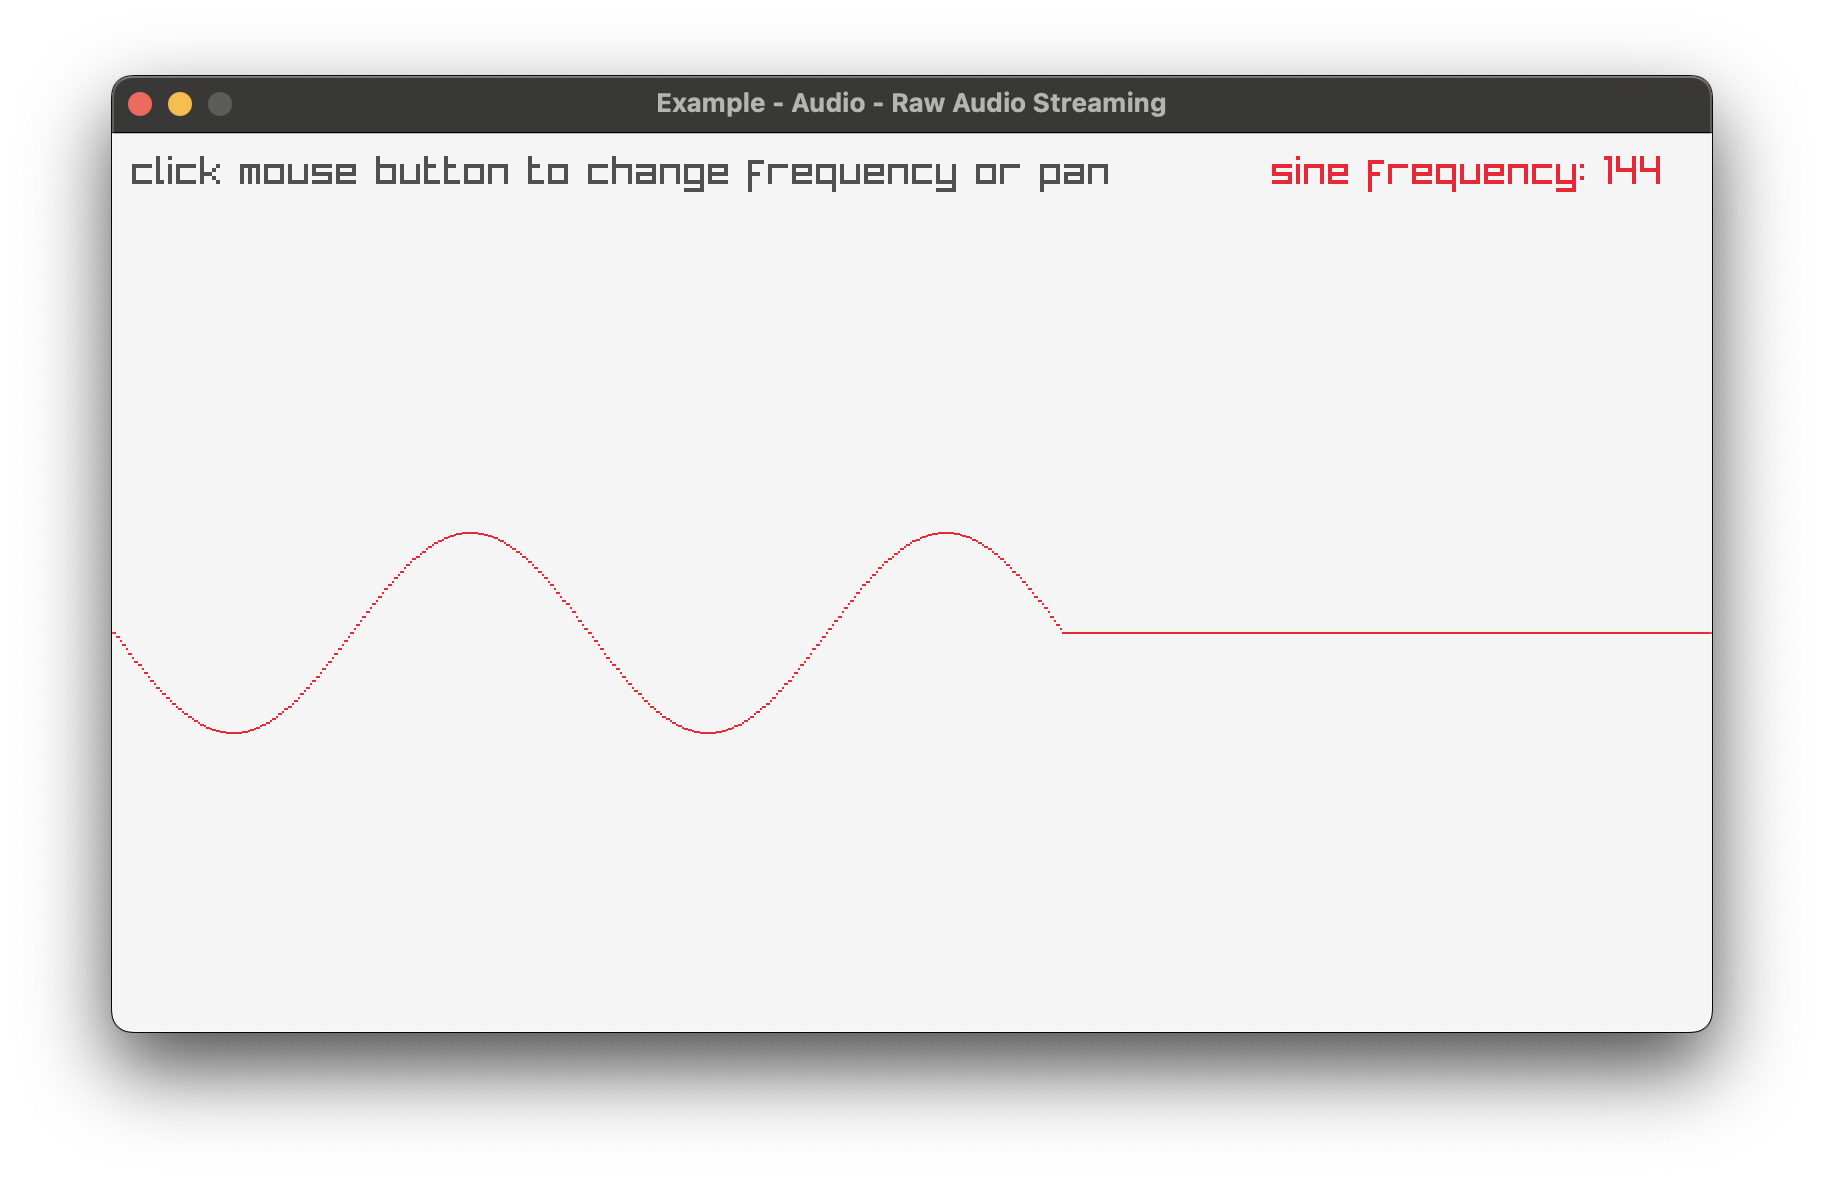 Example - Audio - Raw Audio Streaming
click mouse button to change frequency or pan
sine frequency: 144